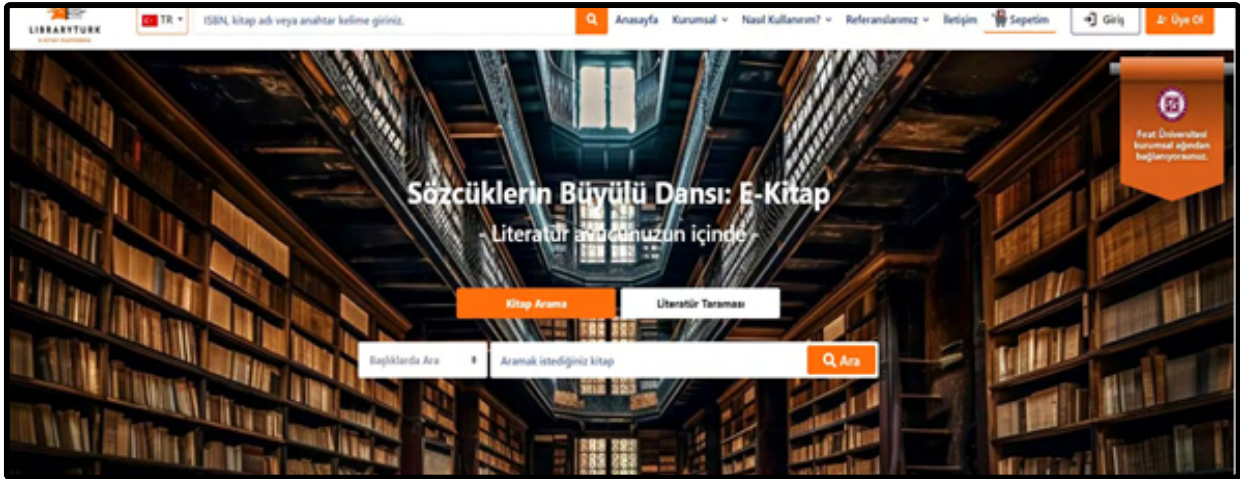 LIBRARYTURK
TR
ISBN, kitap adı veya anahtar kelime giriniz.
Anasayfa Kurumsal Nasıl Kullanırım? Referanslarımız İletişim Sepetim Giriş Üye Ol
Fırat Üniversitesi
kurumsal ağından
bağlanıyorsunuz.
Sözcüklerin Büyülü Dansı: E-Kitap
- Literatür avucunuzun içinde -
Kitap Arama Literatür Taraması
Başlıklarda Ara Aramak istediğiniz kitap Ara